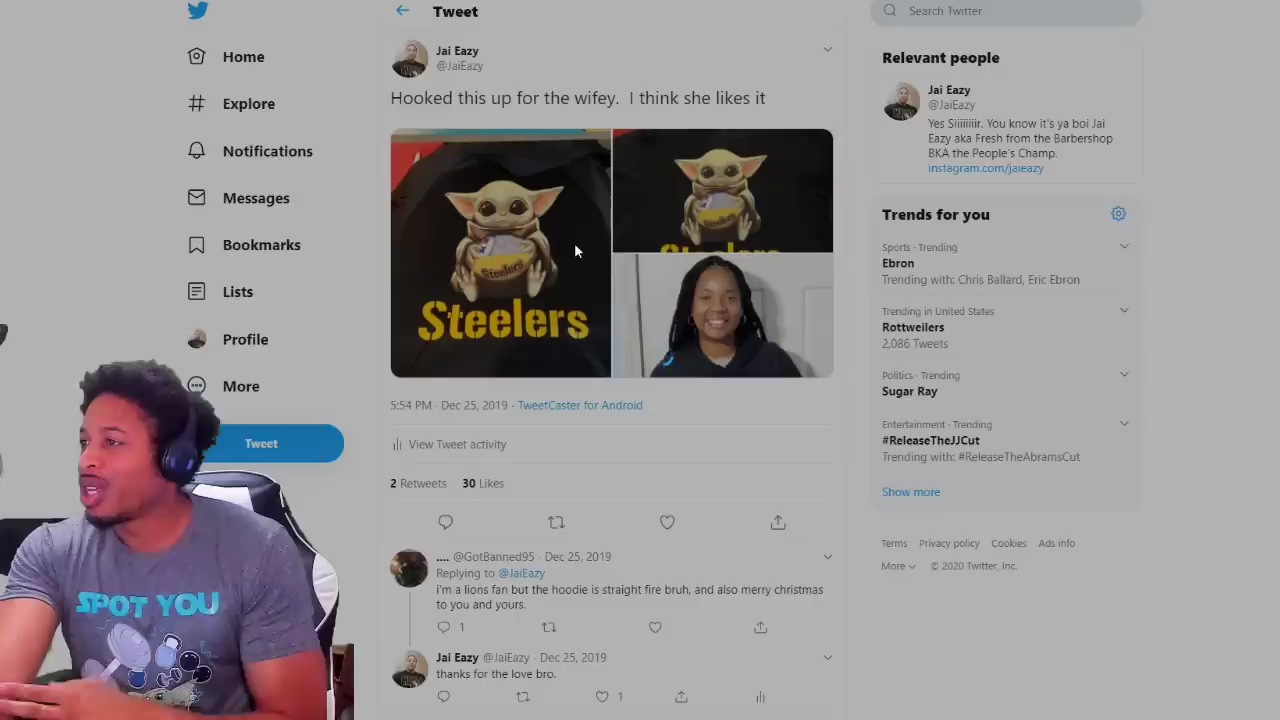 Tweet
Search Twitter
Home
Explore
Notifications
Messages
Bookmarks
Lists
Profile
More
Tweet
Jai Eazy
@JaiEazy
Hooked this up for the wifey.  I think she likes it
Steelers
Steelers
Steelers
5:54 PM · Dec 25, 2019 · TweetCaster for Android
View Tweet activity
2 Retweets 30 Likes
.... @GotBanned95 · Dec 25, 2019
Replying to @JaiEazy
i'm a lions fan but the hoodie is straight fire bruh, and also merry christmas
to you and yours.
1
Jai Eazy @JaiEazy · Dec 25, 2019
thanks for the love bro.
1
Relevant people
Jai Eazy
@JaiEazy
Yes Siiiiiiir. You know it's ya boi Jai
Eazy aka Fresh from the Barbershop
BKA the People's Champ.
instagram.com/jaieazy
Trends for you
Sports · Trending
Ebron
Trending with: Chris Ballard, Eric Ebron
Trending in United States
Rottweilers
2,086 Tweets
Politics · Trending
Sugar Ray
Entertainment · Trending
#ReleaseTheJJCut
Trending with: #ReleaseTheAbramsCut
Show more
Terms Privacy policy Cookies Ads info
More © 2020 Twitter, Inc.
SPOT YOU